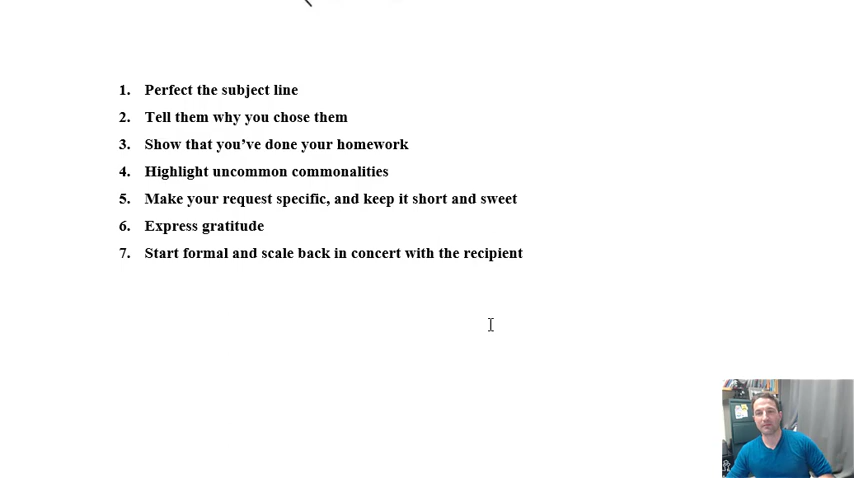 1. Perfect the subject line
2. Tell them why you chose them
3. Show that you’ve done your homework
4. Highlight uncommon commonalities
5. Make your request specific, and keep it short and sweet
6. Express gratitude
7. Start formal and scale back in concert with the recipient